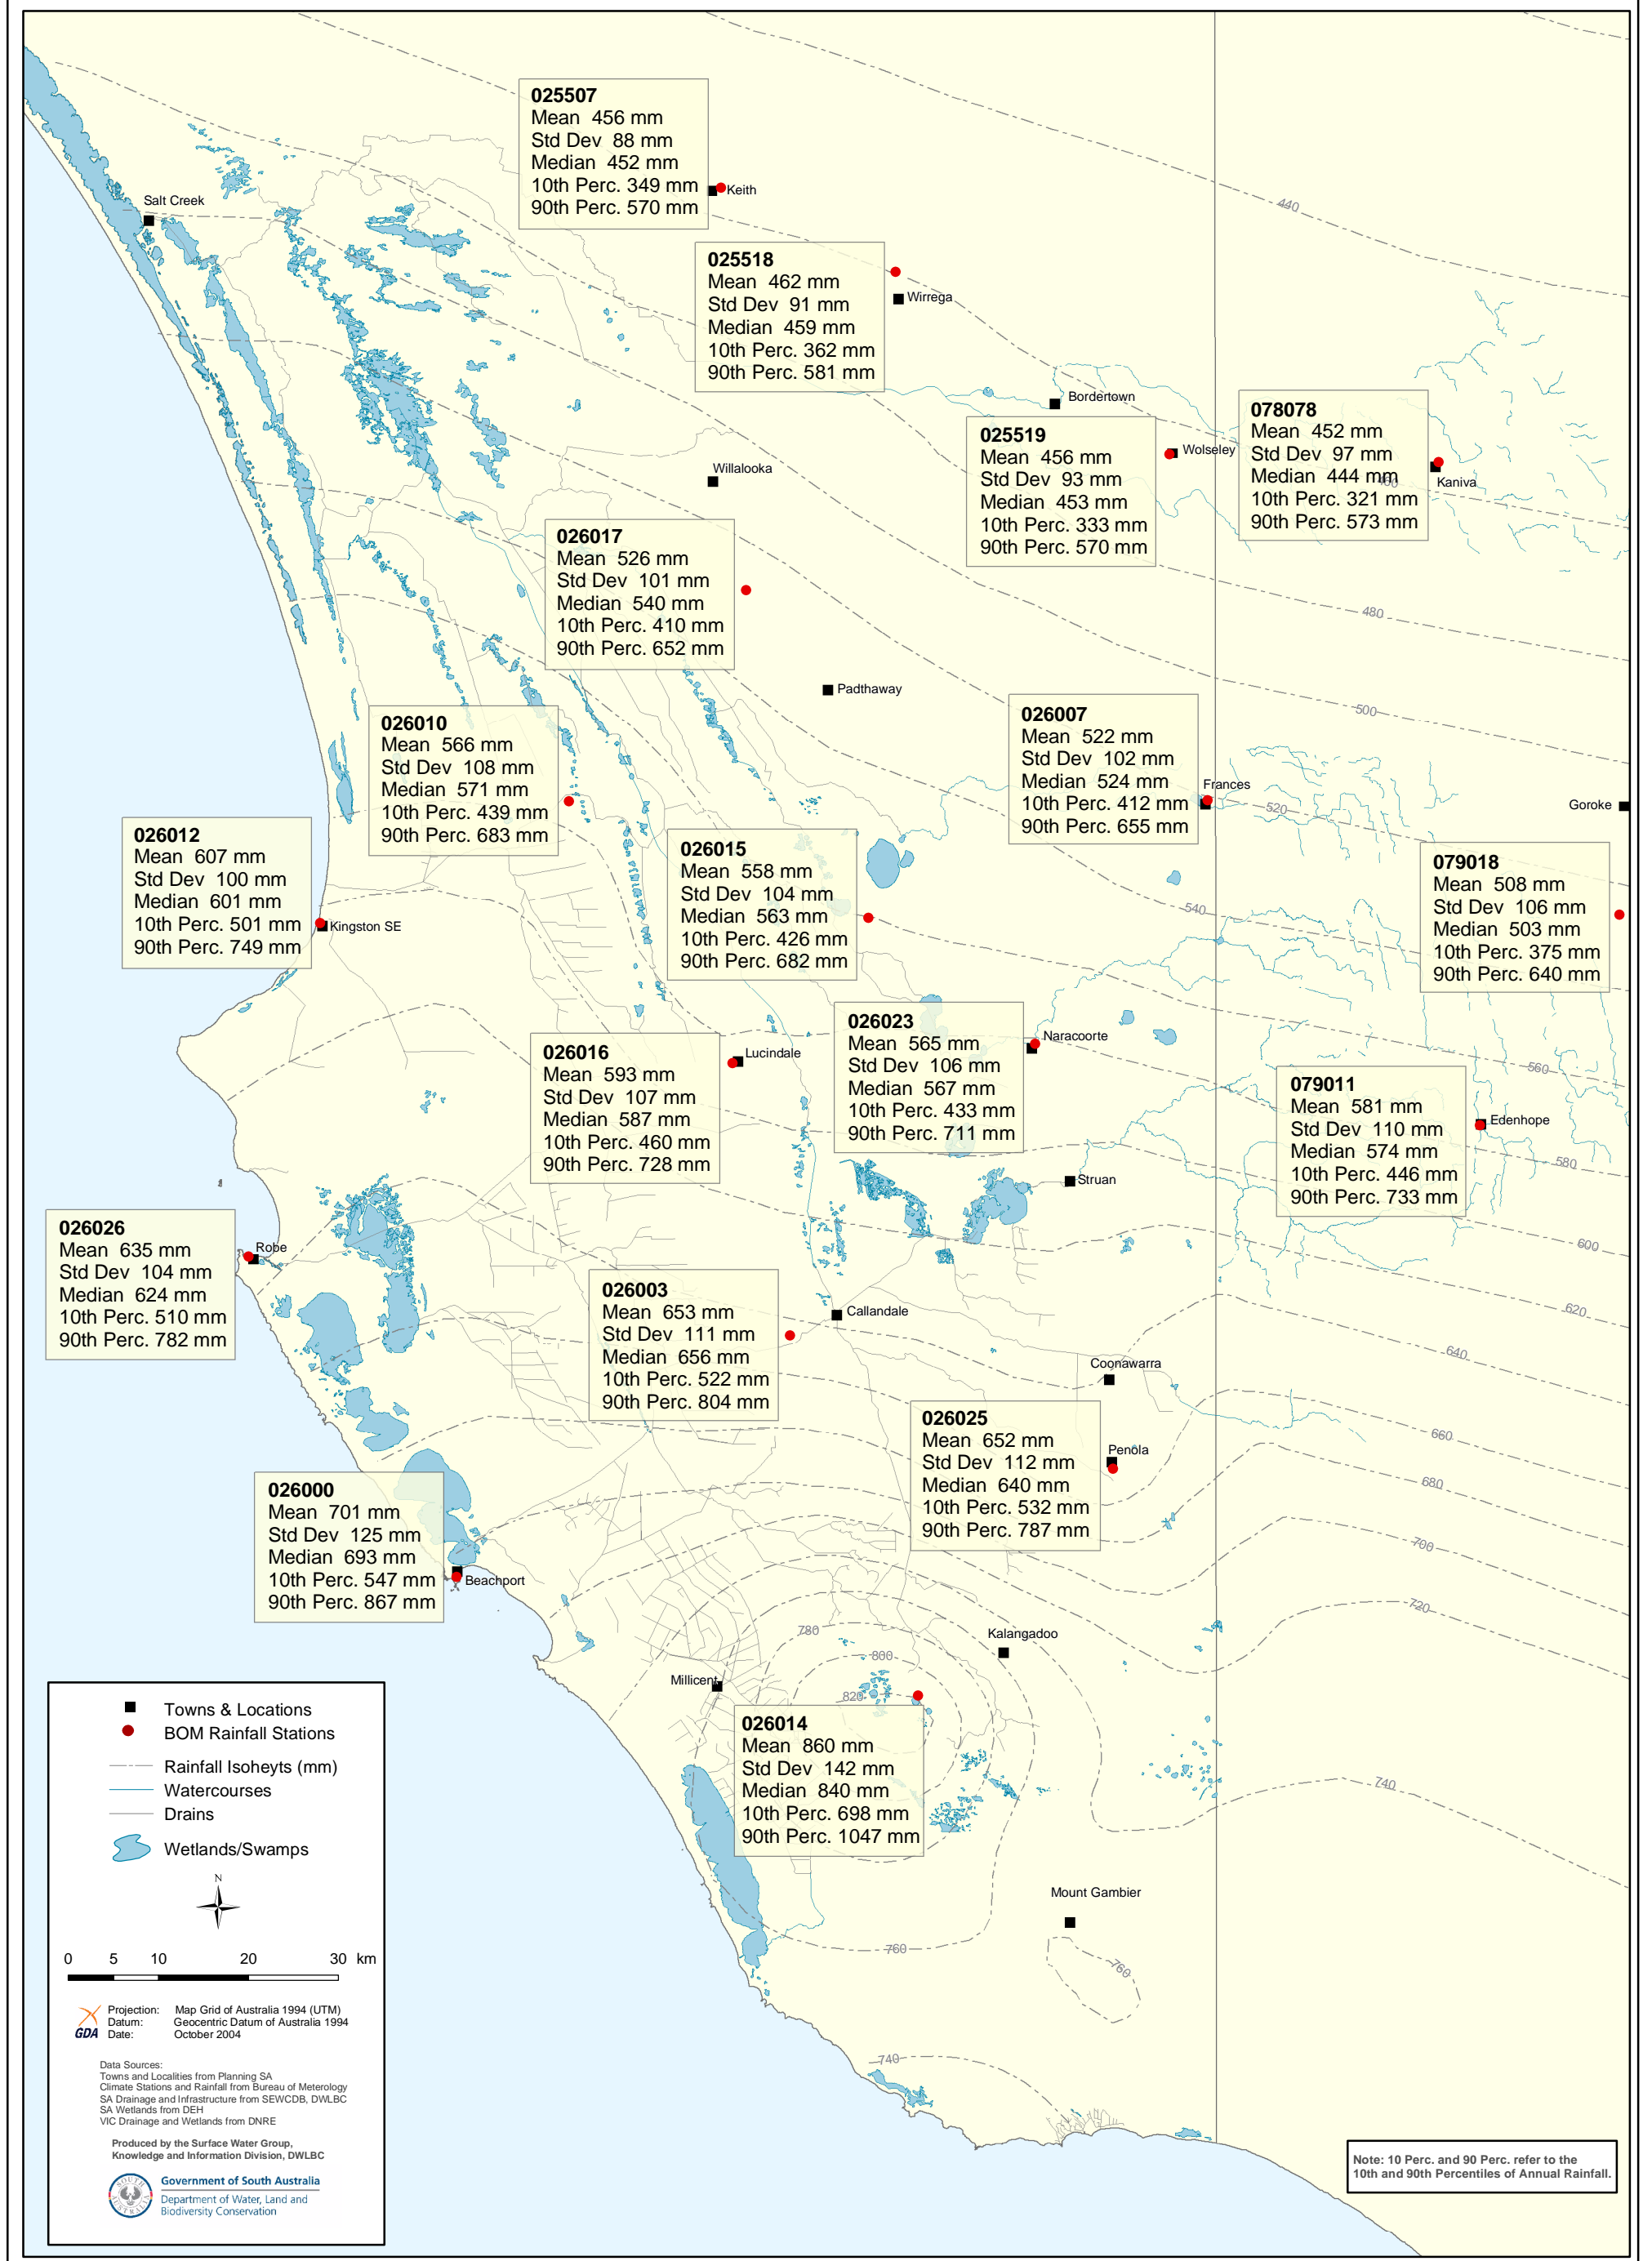 025507
Mean 456 mm
Std Dev 88 mm
Median 452 mm
10th Perc. 349 mm
90th Perc. 570 mm
Keith
Salt Creek
440
025518
Mean 462 mm
Std Dev 91 mm
Median 459 mm
10th Perc. 362 mm
90th Perc. 581 mm
Wirrega
Bordertown
025519
Mean 456 mm
Std Dev 93 mm
Median 453 mm
10th Perc. 333 mm
90th Perc. 570 mm
Wolseley
078078
Mean 452 mm
Std Dev 97 mm
Median 444 mm
10th Perc. 321 mm
90th Perc. 573 mm
460
Kaniva
Willalooka
026017
Mean 526 mm
Std Dev 101 mm
Median 540 mm
10th Perc. 410 mm
90th Perc. 652 mm
480
Padthaway
500
026010
Mean 566 mm
Std Dev 108 mm
Median 571 mm
10th Perc. 439 mm
90th Perc. 683 mm
026007
Mean 522 mm
Std Dev 102 mm
Median 524 mm
10th Perc. 412 mm
90th Perc. 655 mm
Frances
520
Goroke
026012
Mean 607 mm
Std Dev 100 mm
Median 601 mm
10th Perc. 501 mm
90th Perc. 749 mm
Kingston SE
026015
Mean 558 mm
Std Dev 104 mm
Median 563 mm
10th Perc. 426 mm
90th Perc. 682 mm
540
079018
Mean 508 mm
Std Dev 106 mm
Median 503 mm
10th Perc. 375 mm
90th Perc. 640 mm
026016
Mean 593 mm
Std Dev 107 mm
Median 587 mm
10th Perc. 460 mm
90th Perc. 728 mm
Lucindale
026023
Mean 565 mm
Std Dev 106 mm
Median 567 mm
10th Perc. 433 mm
90th Perc. 711 mm
Naracoorte
560
079011
Mean 581 mm
Std Dev 110 mm
Median 574 mm
10th Perc. 446 mm
90th Perc. 733 mm
Edenhope
580
Struan
600
026026
Mean 635 mm
Std Dev 104 mm
Median 624 mm
10th Perc. 510 mm
90th Perc. 782 mm
Robe
026003
Mean 653 mm
Std Dev 111 mm
Median 656 mm
10th Perc. 522 mm
90th Perc. 804 mm
Callandale
620
640
Coonawarra
026025
Mean 652 mm
Std Dev 112 mm
Median 640 mm
10th Perc. 532 mm
90th Perc. 787 mm
Penola
660
680
026000
Mean 701 mm
Std Dev 125 mm
Median 693 mm
10th Perc. 547 mm
90th Perc. 867 mm
Beachport
700
720
780
Kalangadoo
800
Millicent
820
026014
Mean 860 mm
Std Dev 142 mm
Median 840 mm
10th Perc. 698 mm
90th Perc. 1047 mm
740
Mount Gambier
760
760
740
Towns & Locations
BOM Rainfall Stations
Rainfall Isoheyts (mm)
Watercourses
Drains
Wetlands/Swamps
N
0 5 10 20 30 km
GDA
Projection: Map Grid of Australia 1994 (UTM)
Datum: Geocentric Datum of Australia 1994
Date: October 2004
Data Sources:
Towns and Localities from Planning SA
Climate Stations and Rainfall from Bureau of Meterology
SA Drainage and Infrastructure from SEWCDB, DWLBC
SA Wetlands from DEH
VIC Drainage and Wetlands from DNRE
Produced by the Surface Water Group,
Knowledge and Information Division, DWLBC
SOUTH AUSTRALIA
Government of South Australia
Department of Water, Land and
Biodiversity Conservation
Note: 10 Perc. and 90 Perc. refer to the
10th and 90th Percentiles of Annual Rainfall.